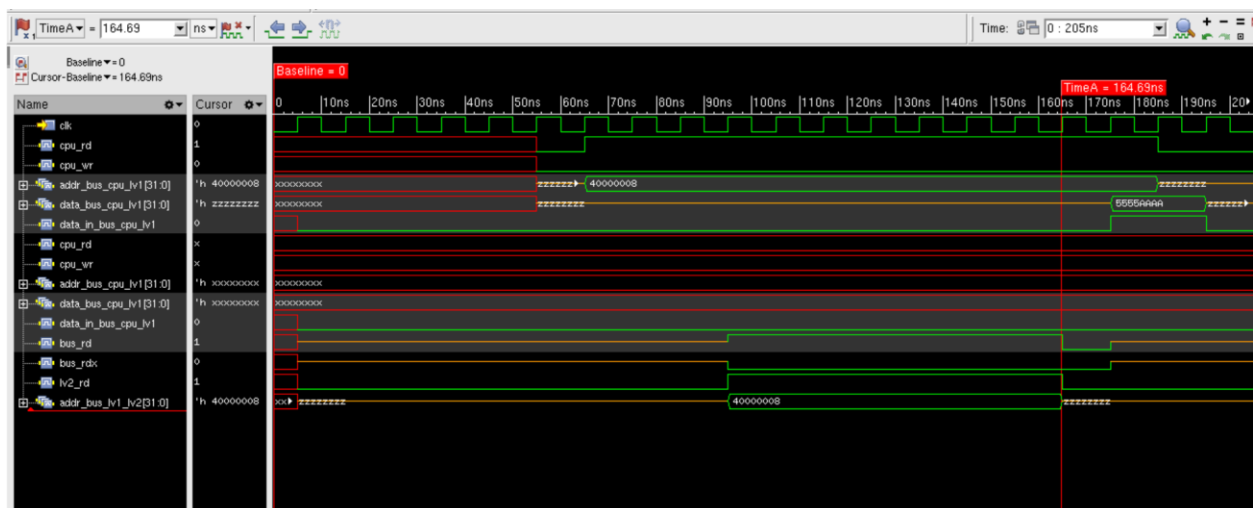 TimeA = 164.69 ns Time: 0 : 205ns
Baseline = 0
Cursor-Baseline = 164.69ns
Baseline = 0
TimeA = 164.69ns
Name Cursor 0 10ns 20ns 30ns 40ns 50ns 60ns 70ns 80ns 90ns 100ns 110ns 120ns 130ns 140ns 150ns 160ns 170ns 180ns 190ns 20
clk 0
cpu_rd 1
cpu_wr 0
addr_bus_cpu_lv1[31:0] 'h 40000008 xxxxxxxx zzzzzz 40000008 zzzzzzzz
data_bus_cpu_lv1[31:0] 'h zzzzzzzz xxxxxxxx zzzzzzzz 5555AAAA zzzzzz
data_in_bus_cpu_lv1 0
cpu_rd x
cpu_wr x
addr_bus_cpu_lv1[31:0] 'h xxxxxxxx xxxxxxxx
data_bus_cpu_lv1[31:0] 'h xxxxxxxx xxxxxxxx
data_in_bus_cpu_lv1 0
bus_rd 1
bus_rdx 0
lv2_rd 1
addr_bus_lv1_lv2[31:0] 'h 40000008 xx zzzzzzzz 40000008 zzzzzzzz